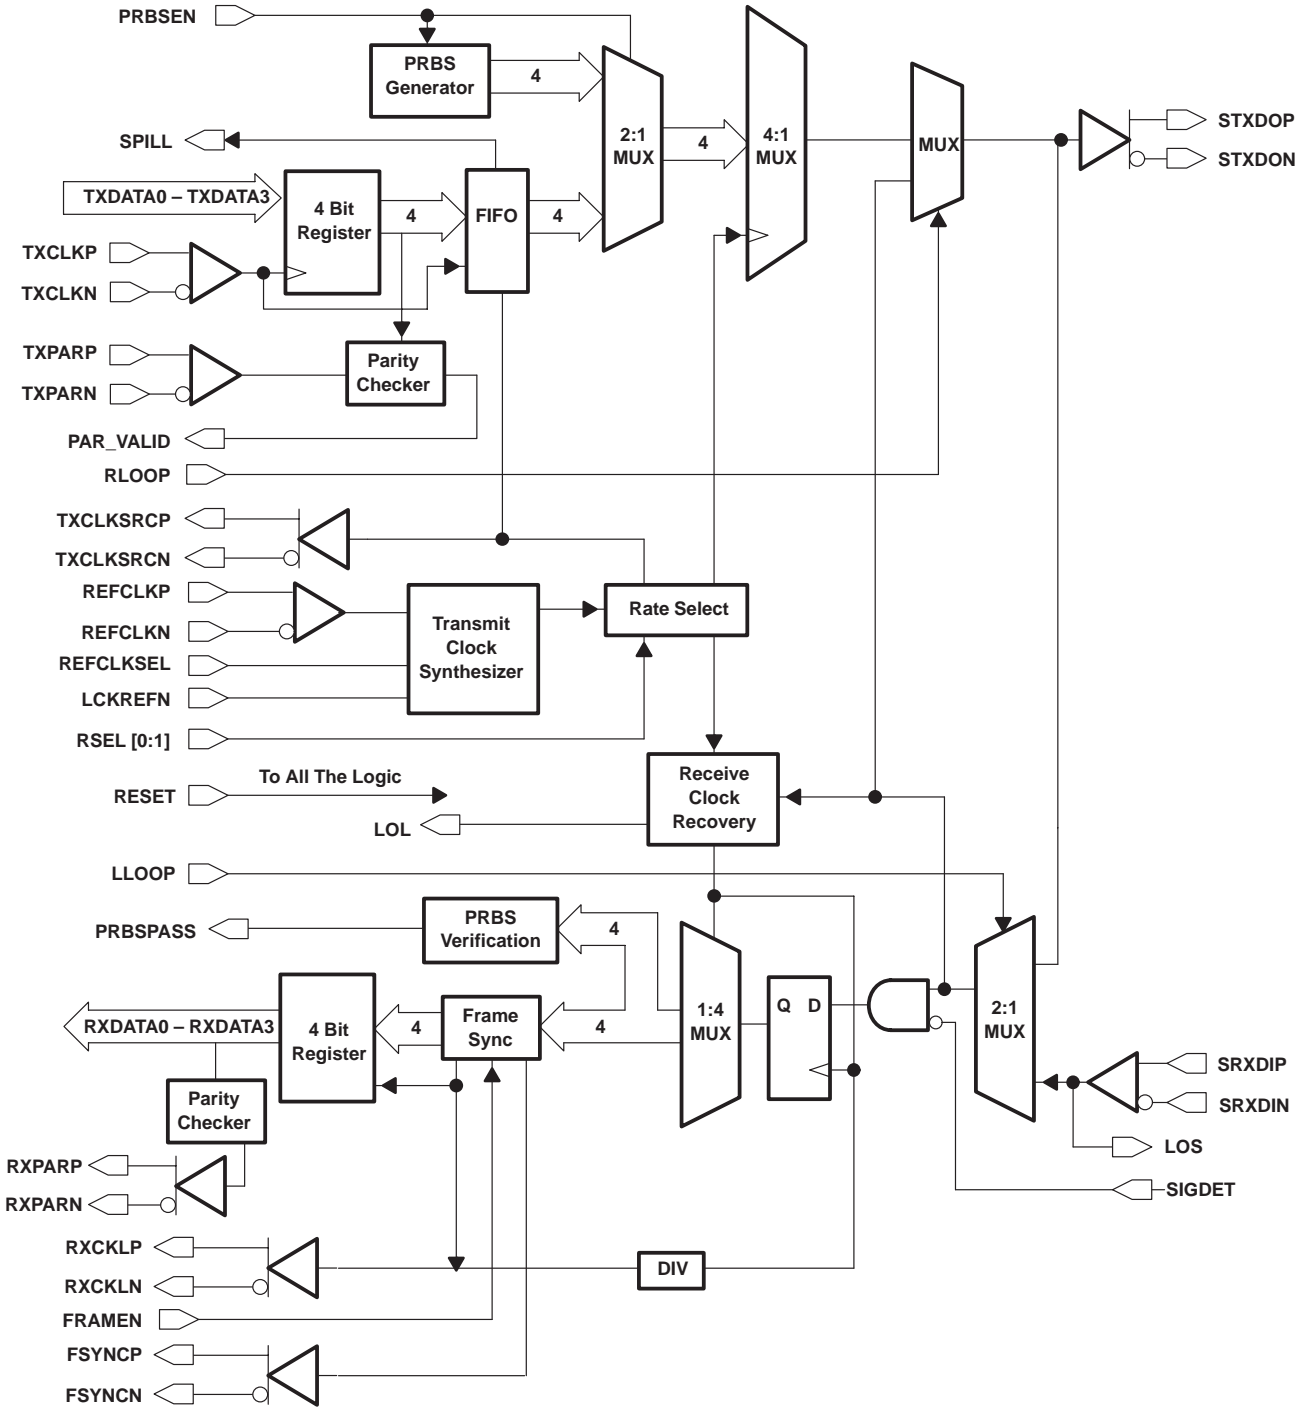 PRBSEN
PRBS
Generator
4
2:1
MUX
4
4:1
MUX
MUX
STXDOP
STXDON
SPILL
TXDATA0 – TXDATA3
4 Bit
Register
4
FIFO
4
TXCLKP
TXCLKN
TXPARP
TXPARN
Parity
Checker
PAR_VALID
RLOOP
TXCLKSRCP
TXCLKSRCN
REFCLKP
REFCLKN
REFCLKSEL
LCKREFN
Transmit
Clock
Synthesizer
Rate Select
RSEL [0:1]
RESET
To All The Logic
Receive
Clock
Recovery
LOL
LLOOP
PRBSPASS
PRBS
Verification
4
RXDATA0 – RXDATA3
4 Bit
Register
4
Frame
Sync
4
1:4
MUX
Q D
2:1
MUX
SRXDIP
SRXDIN
LOS
SIGDET
Parity
Checker
RXPARP
RXPARN
RXCKLP
RXCKLN
DIV
FRAMEN
FSYNCP
FSYNCN